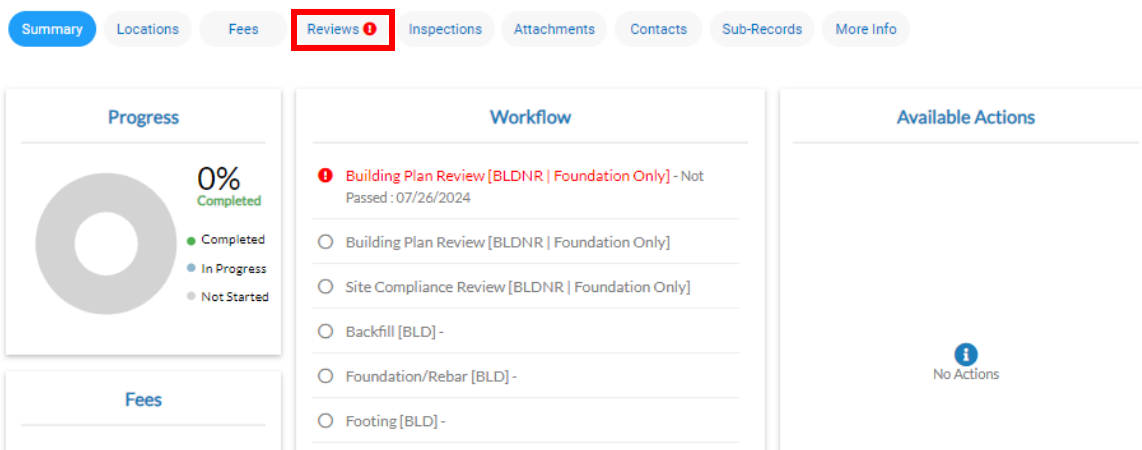 Summary
Locations
Fees
Reviews
Inspections
Attachments
Contacts
Sub-Records
More Info
Progress
0%
Completed
Completed
In Progress
Not Started
Fees
Workflow
Building Plan Review [BLDNR | Foundation Only] - Not
Passed : 07/26/2024
Building Plan Review [BLDNR | Foundation Only]
Site Compliance Review [BLDNR | Foundation Only]
Backfill [BLD] -
Foundation/Rebar [BLD] -
Footing [BLD] -
Available Actions
No Actions